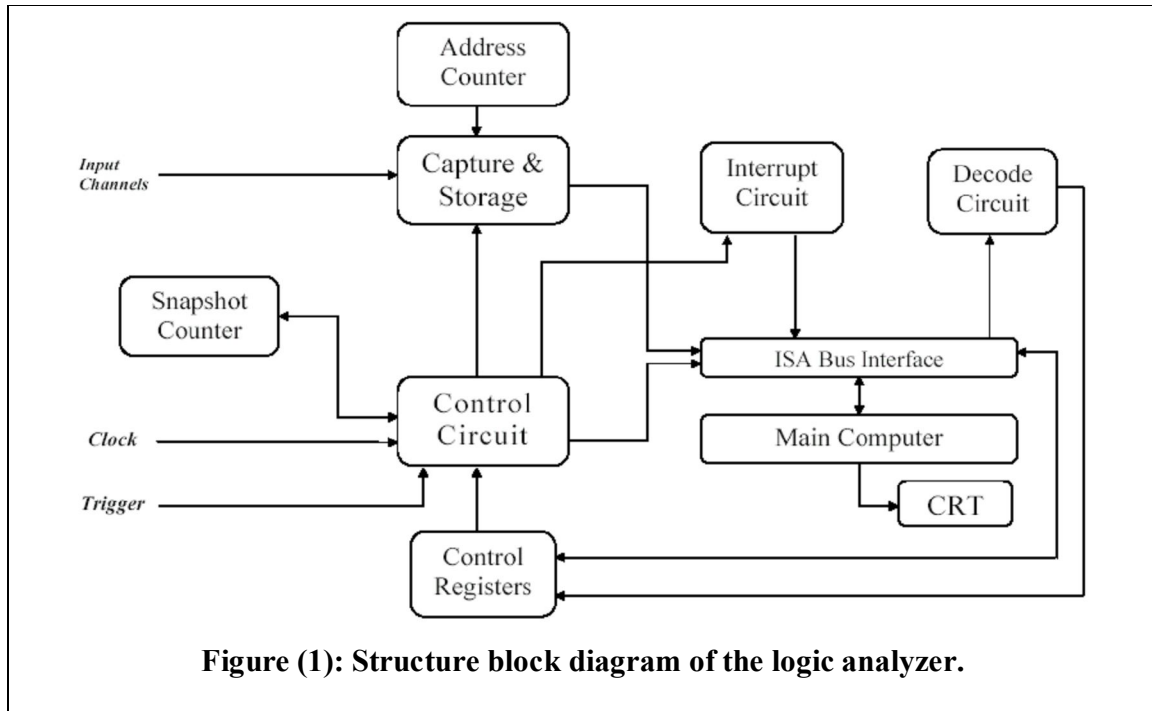 Address
Counter
Input
Channels
Capture &
Storage
Interrupt
Circuit
Decode
Circuit
Snapshot
Counter
ISA Bus Interface
Control
Circuit
Clock
Main Computer
Trigger
CRT
Control
Registers
Figure (1): Structure block diagram of the logic analyzer.